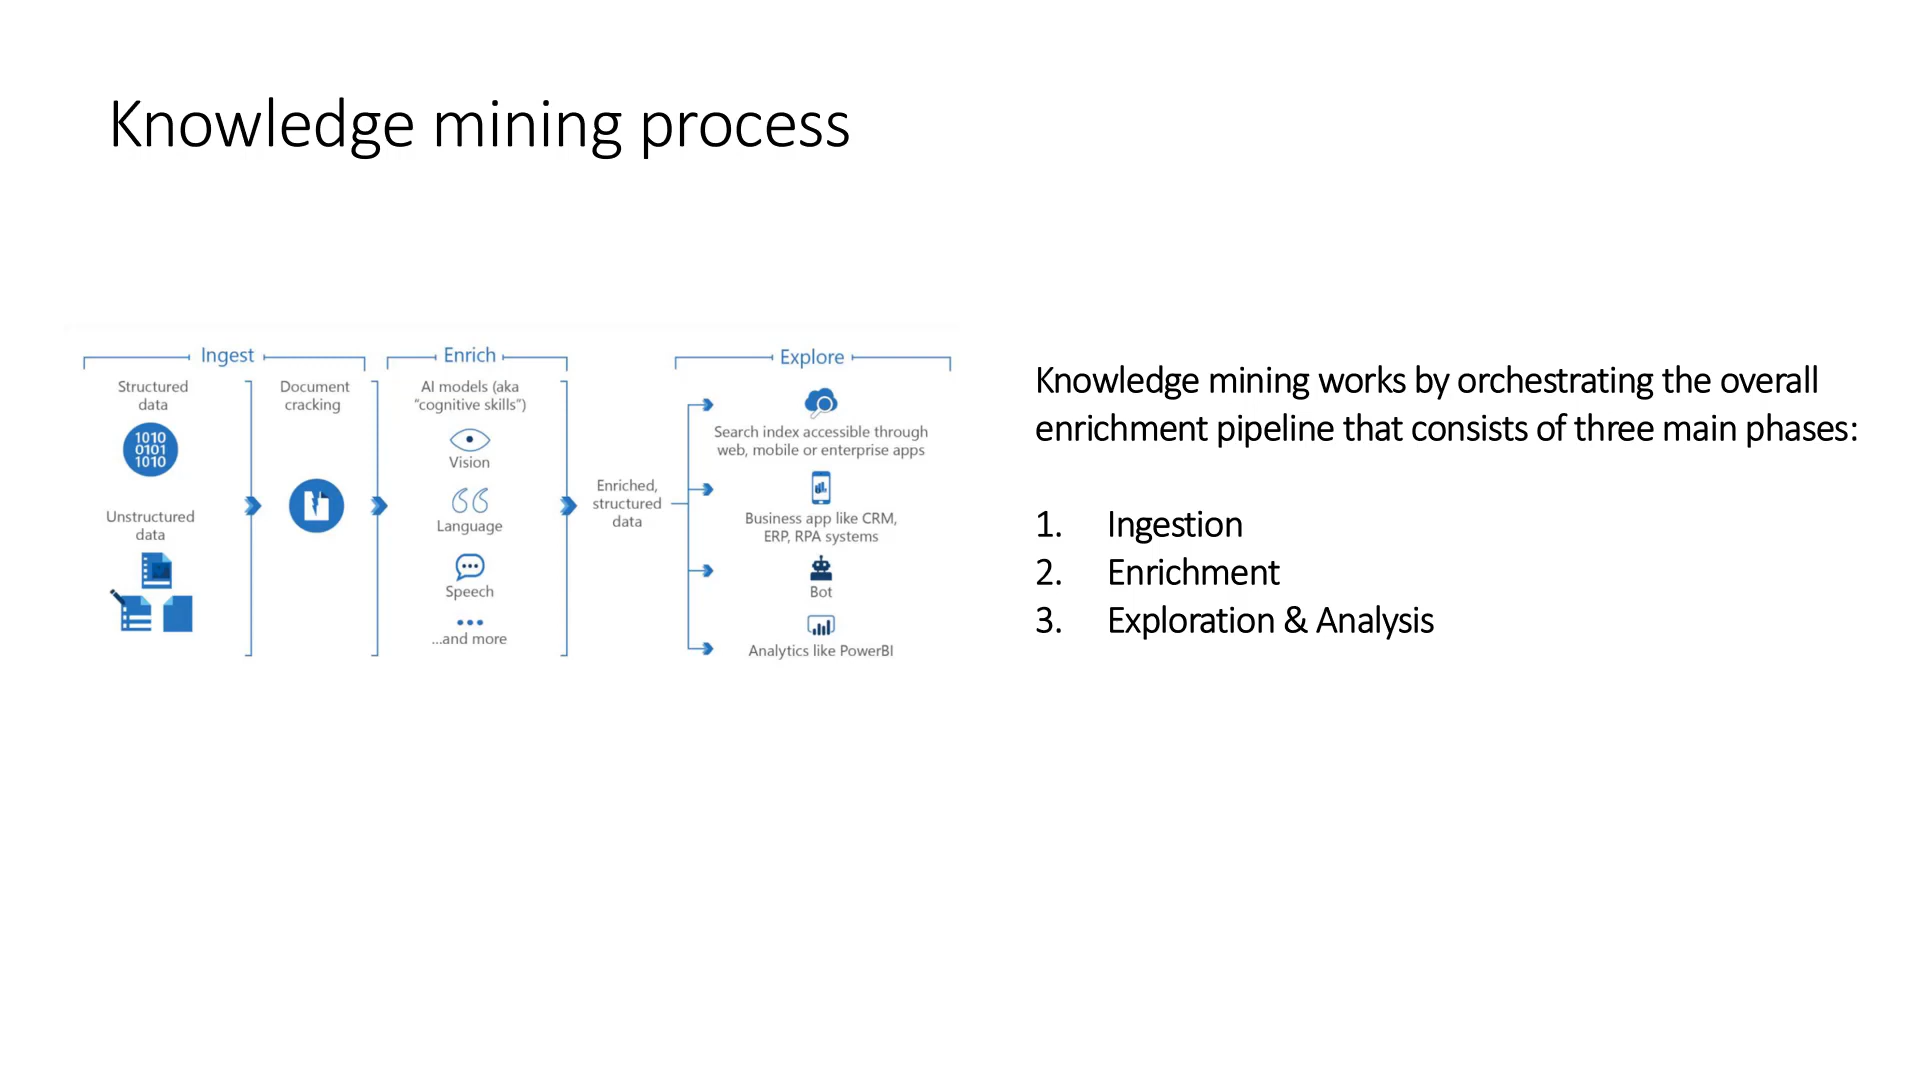 Knowledge mining process
Ingest
Structured
data
1010
0101
1010
Unstructured
data
Document
cracking
Enrich
AI models (aka
“cognitive skills”)
Vision
Language
Speech
...and more
Enriched,
structured
data
Explore
Search index accessible through
web, mobile or enterprise apps
Business app like CRM,
ERP, RPA systems
Bot
Analytics like PowerBI
Knowledge mining works by orchestrating the overall
enrichment pipeline that consists of three main phases:
1. Ingestion
2. Enrichment
3. Exploration & Analysis